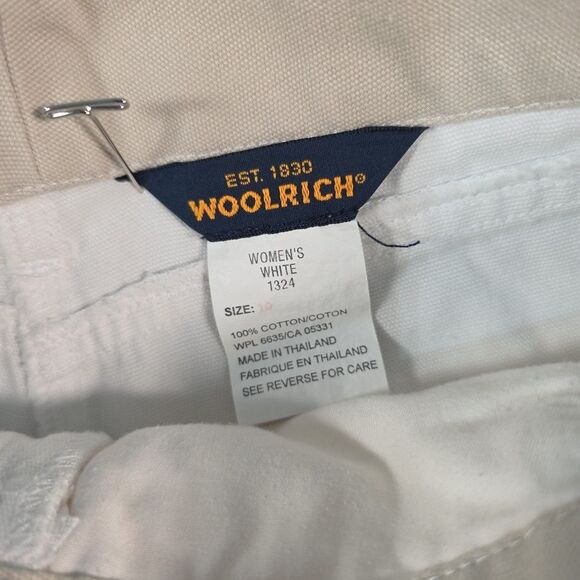 EST. 1830
WOOLRICH®
WOMEN'S
WHITE
1324
SIZE: 10
100% COTTON/COTON
WPL 6635/CA 05331
MADE IN THAILAND
FABRIQUE EN THAILAND
SEE REVERSE FOR CARE